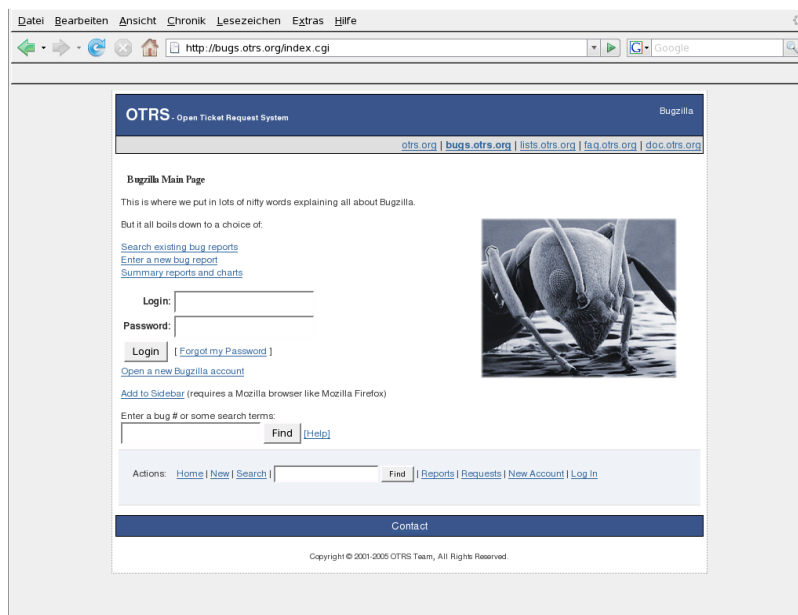 Datei Bearbeiten Ansicht Chronik Lesezeichen Extras Hilfe
http://bugs.otrs.org/index.cgi
G Google
OTRS - Open Ticket Request System
Bugzilla
otrs.org | bugs.otrs.org | lists.otrs.org | faq.otrs.org | doc.otrs.org
Bugzilla Main Page
This is where we put in lots of nifty words explaining all about Bugzilla.
But it all boils down to a choice of:
Search existing bug reports
Enter a new bug report
Summary reports and charts
Login:
Password:
Login [ Forgot my Password ]
Open a new Bugzilla account
Add to Sidebar (requires a Mozilla browser like Mozilla Firefox)
Enter a bug # or some search terms:
Find [Help]
Actions: Home | New | Search | Find | Reports | Requests | New Account | Log In
Contact
Copyright © 2001-2005 OTRS Team, All Rights Reserved.